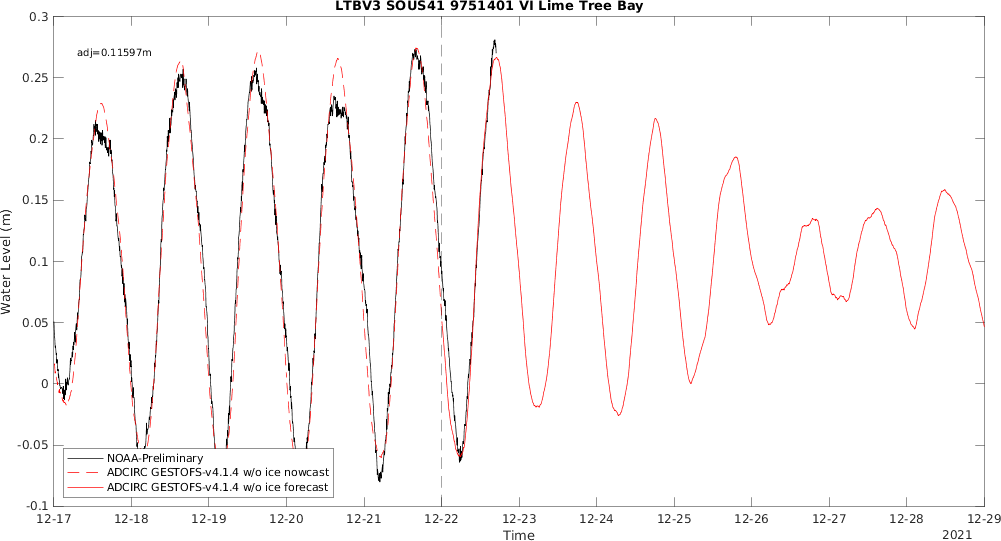 LTBV3 SOUS41 9751401 VI Lime Tree Bay
0.3
adj=0.11597m
0.25
0.2
0.15
0.1
0.05
0
-0.05
-0.1
Water Level (m)
NOAA-Preliminary
ADCIRC GESTOFS-v4.1.4 w/o ice nowcast
ADCIRC GESTOFS-v4.1.4 w/o ice forecast
12-17 12-18 12-19 12-20 12-21 12-22 12-23 12-24 12-25 12-26 12-27 12-28 12-29
Time
2021